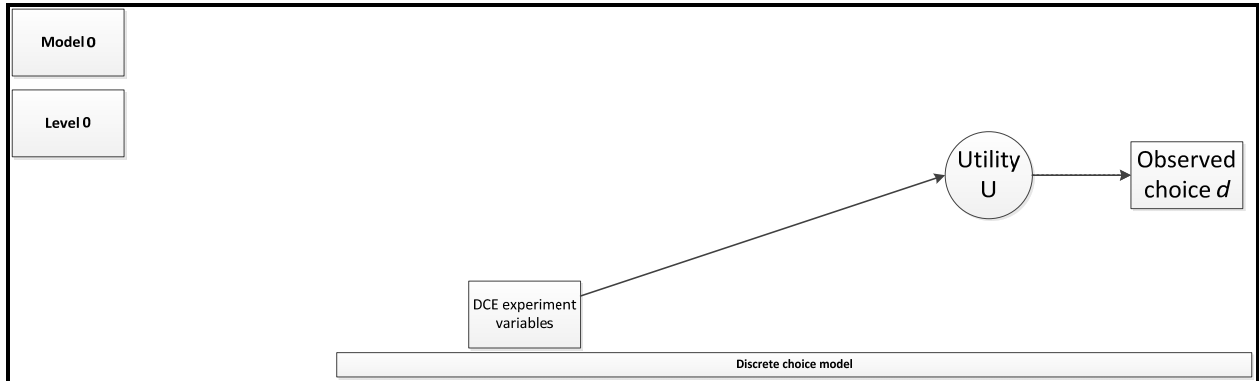 Model 0
Level 0
Utility
U
Observed
choice d
DCE experiment
variables
Discrete choice model